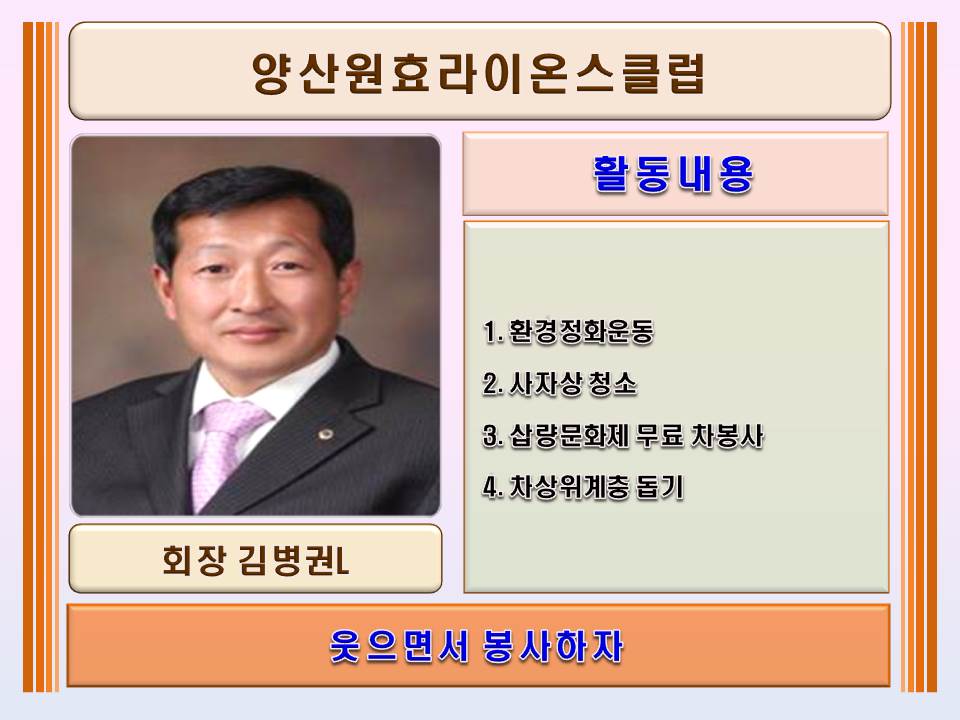 양산원효라이온스클럽
활동내용
1. 환경정화운동
2. 사자상 청소
3. 삽량문화제 무료 차봉사
4. 차상위계층 돕기
회장 김병권L
웃으면서 봉사하자